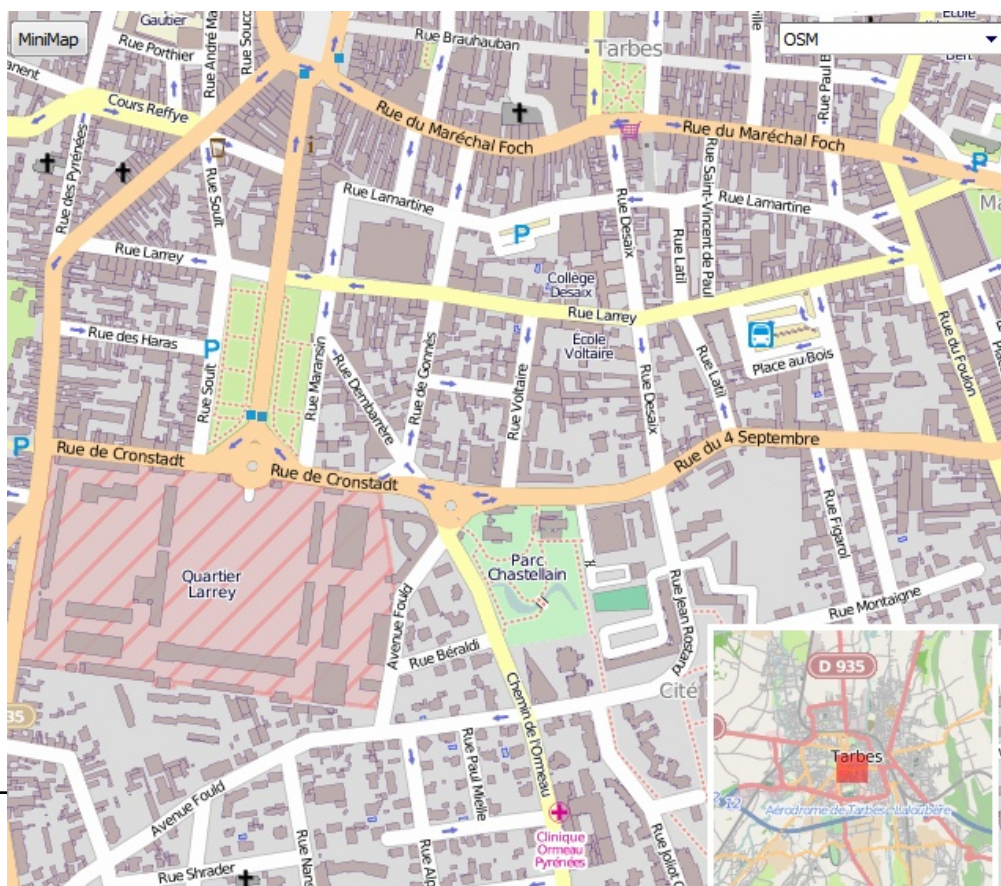 MiniMap
OSM
Gautier
Rue Porthier
Rue Brauhauban
Tarbes
Cours Reffye
Rue du Maréchal Foch
Rue du Maréchal Foch
Rue des Pyrénées
Rue Soult
Rue Lamartine
Rue Lamartine
Rue Desaix
Rue Latil
Rue Saint-Vincent de Paul
P
P
Rue Larrey
Collège
Desaix
Rue Larrey
École
Voltaire
Rue des Haras
P
Rue Soult
Rue Maransin
Rue Dembarrère
Rue de Gonnès
Rue Voltaire
Rue Desaix
Rue Latil
Place au Bois
Rue du Foulon
P
Rue de Cronstadt
Rue de Cronstadt
Rue du 4 Septembre
Rue Figarol
Quartier
Larrey
Parc
Chastellain
Avenue Fould
Rue Béraldi
Rue Jean Rostand
Rue Montaigne
Cité
Chemin de l'Ormeau
Rue Paul Mielle
Avenue Fould
Clinique
Ormeau
Pyrénées
Rue Shrader
D 935
Tarbes
Aérodrome de Tarbes - Laloubère